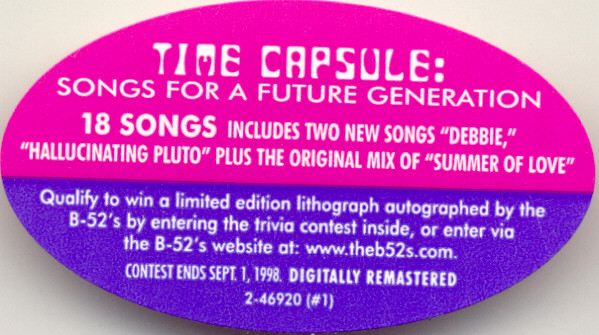 TIME CAPSULE:
SONGS FOR A FUTURE GENERATION
18 SONGS INCLUDES TWO NEW SONGS "DEBBIE,"
"HALLUCINATING PLUTO" PLUS THE ORIGINAL MIX OF "SUMMER OF LOVE"
Qualify to win a limited edition lithograph autographed by the
B-52's by entering the trivia contest inside, or enter via
the B-52's website at: www.theb52s.com.
CONTEST ENDS SEPT. 1, 1998. DIGITALLY REMASTERED
2-46920 (#1)